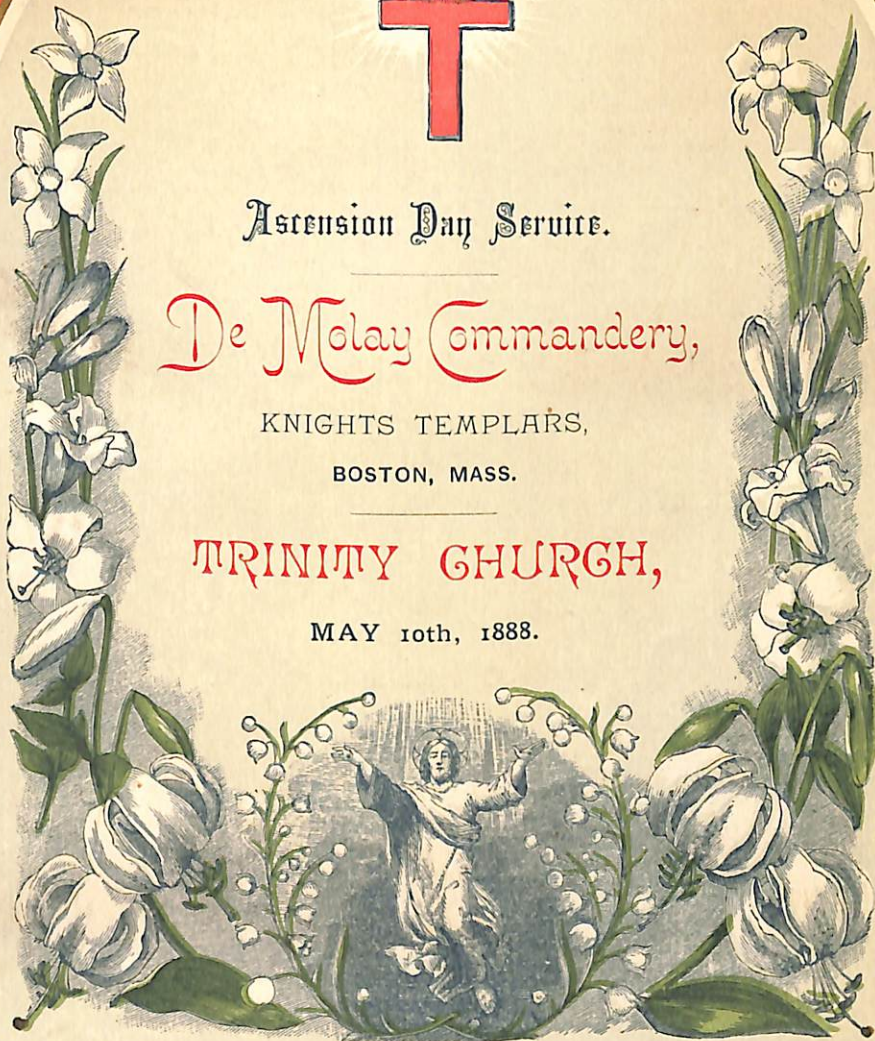 Ascension Day Service.
De Molay Commandery,
KNIGHTS TEMPLARS,
BOSTON, MASS.
TRINITY CHURCH,
MAY 10th, 1888.